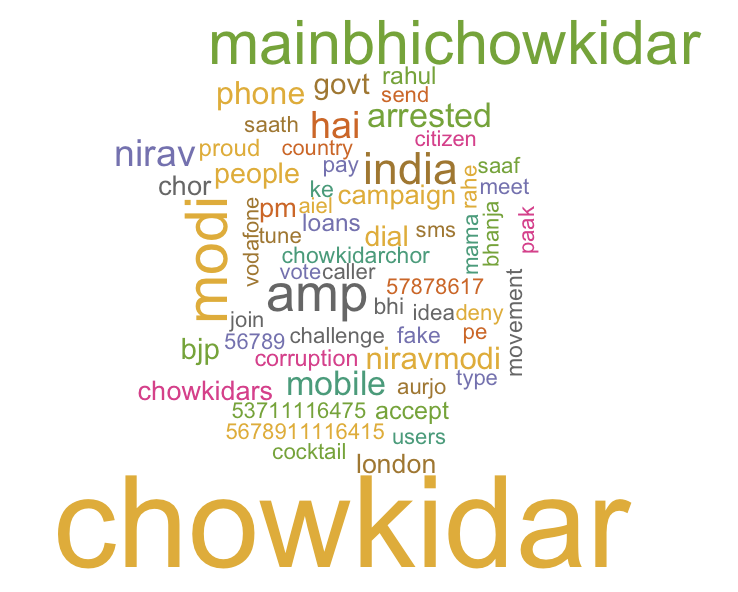 mainbhichowkidar
rahul
govt
phone
send
arrested
saath
hai
citizen
nirav
proud
country
india
pay
saaf
chor
people
ke
campaign
rahe
meet
modi
vodafone
pm
aiel
loans
tune
dial
sms
mama
bhanja
paak
chowkidarchor
vote
caller
amp
57878617
bhi
idea
deny
movement
join
56789
challenge
fake
pe
bjp
corruption
niravmodi
chowkidars
mobile
aurjo
type
53711116475
accept
5678911116415
users
cocktail
london
chowkidar